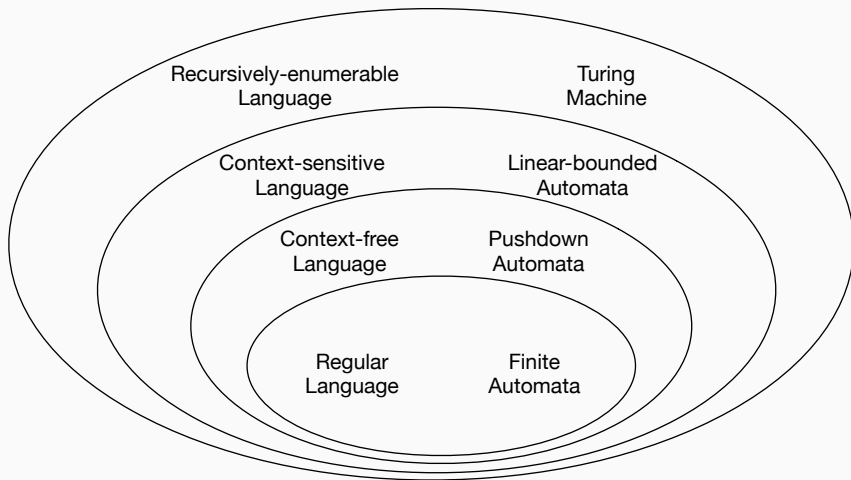 Recursively-enumerable
Language
Turing
Machine
Context-sensitive
Language
Linear-bounded
Automata
Context-free
Language
Pushdown
Automata
Regular
Language
Finite
Automata